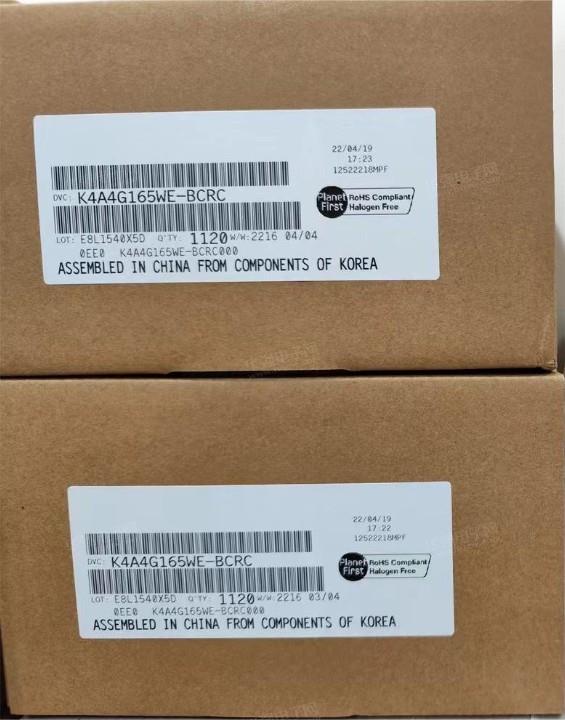 22/04/19
17:23
12522218MPF
DVC: K4A4G165WE-BCRC
Planet First RoHS Compliant
Halogen Free
LOT: E8L1540X5D Q'TY: 1120 W/W:2216 04/04
0EE0 K4A4G165WE-BCRC000
ASSEMBLED IN CHINA FROM COMPONENTS OF KOREA
22/04/19
17:22
12522218MPF
DVC: K4A4G165WE-BCRC
Planet First RoHS Compliant
Halogen Free
LOT: E8L1540X5D Q'TY: 1120 W/W:2216 03/04
0EE0 K4A4G165WE-BCRC000
ASSEMBLED IN CHINA FROM COMPONENTS OF KOREA